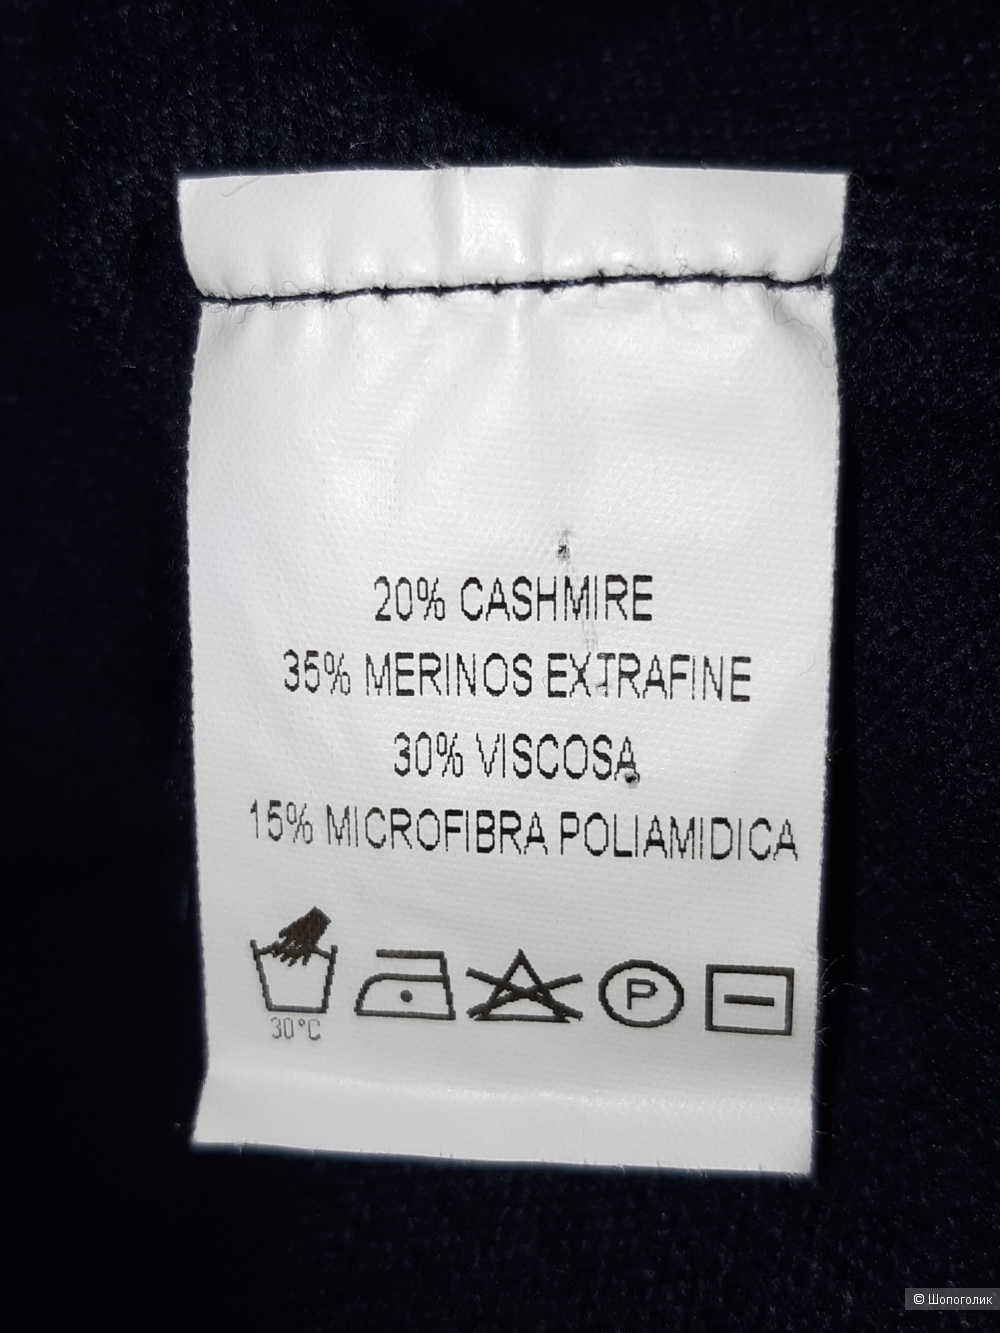 20% CASHMIRE
35% MERINOS EXTRAFINE
30% VISCOSA
15% MICROFIBRA POLIAMIDICA
30°C
P
© Шопоголик